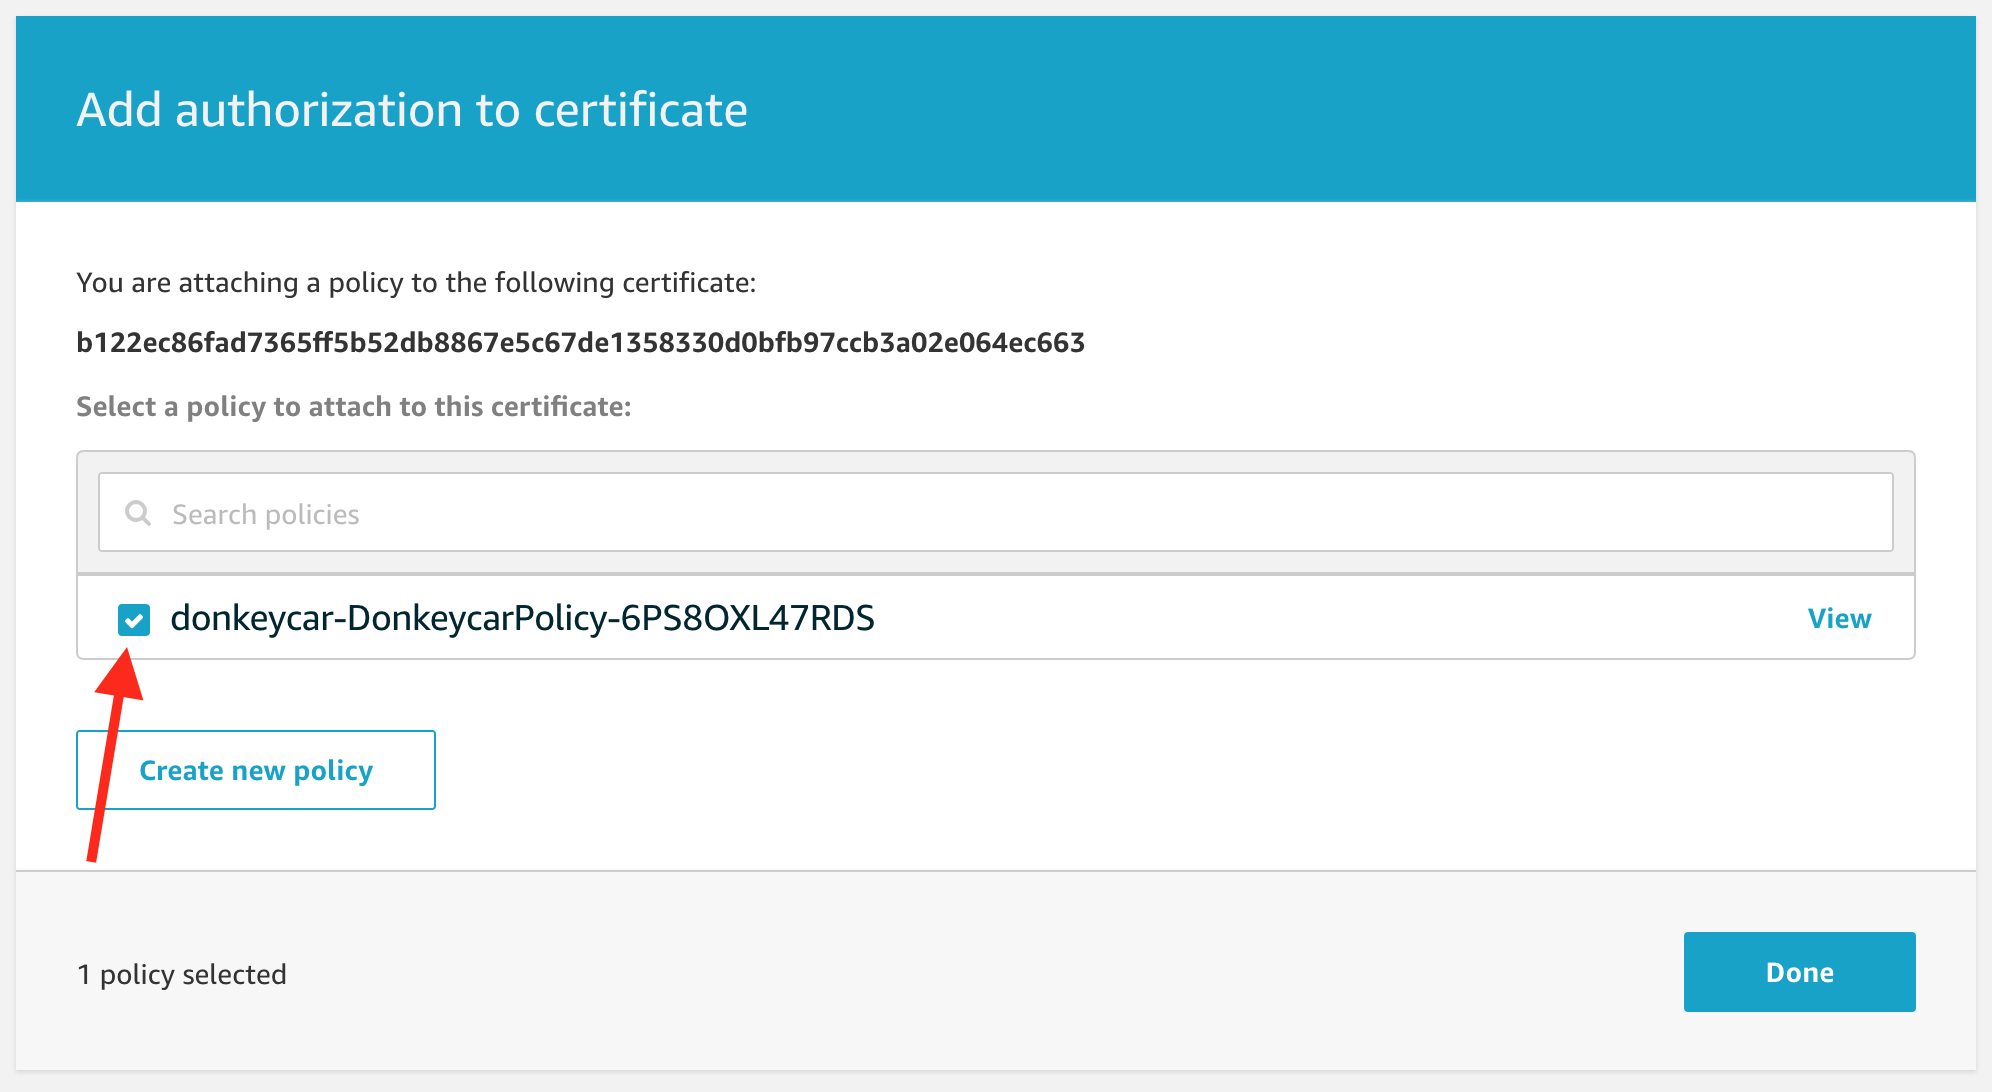 Add authorization to certificate
You are attaching a policy to the following certificate:
b122ec86fad7365ff5b52db8867e5c67de1358330d0bfb97ccb3a02e064ec663
Select a policy to attach to this certificate:
Search policies
donkeycar-DonkeycarPolicy-6PS8OXL47RDS
View
Create new policy
1 policy selected
Done